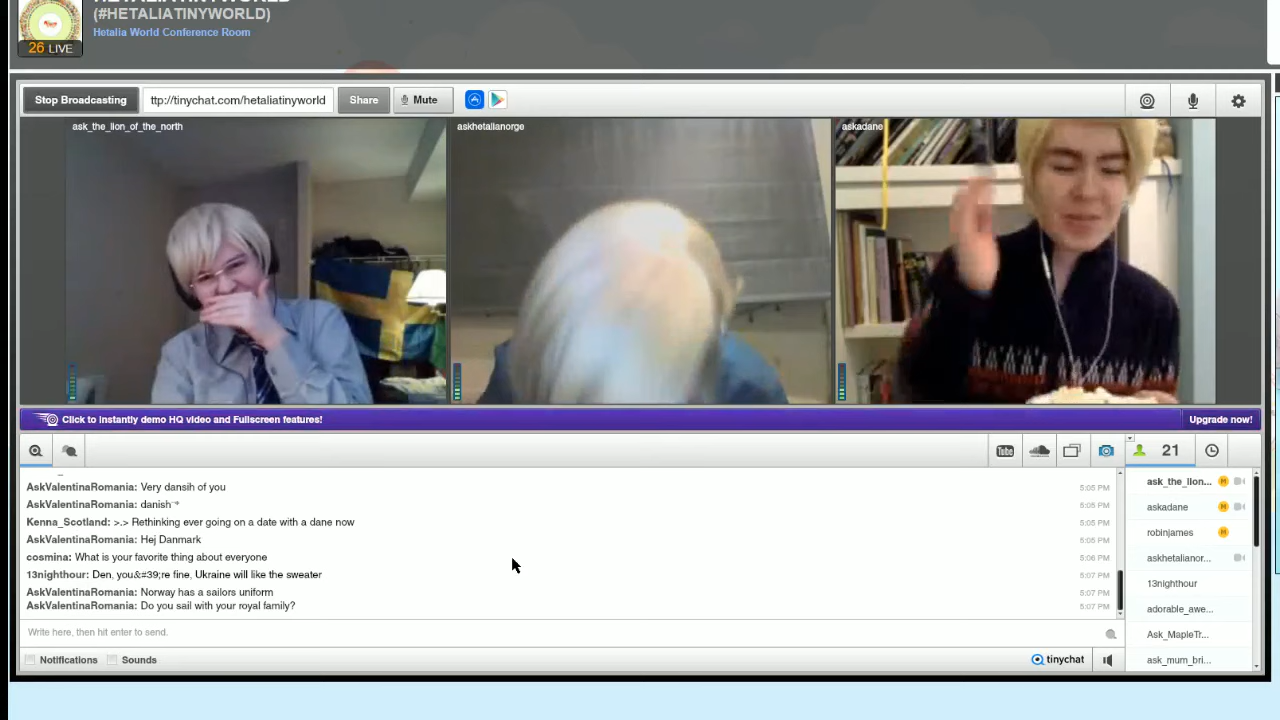 HETALIATINYWORLD
(#HETALIATINYWORLD)
Hetalia World Conference Room
26 LIVE
Stop Broadcasting
ttp://tinychat.com/hetaliatinyworld
Share
Mute
ask_the_lion_of_the_north
askhetalianorge
askadane
Click to instantly demo HQ video and Fullscreen features!
Upgrade now!
You Tube
21
AskValentinaRomania: Very dansih of you 5:05 PM
AskValentinaRomania: danish¨* 5:05 PM
Kenna_Scotland: >.> Rethinking ever going on a date with a dane now 5:05 PM
AskValentinaRomania: Hej Danmark 5:05 PM
cosmina: What is your favorite thing about everyone 5:06 PM
13nighthour: Den, you&#39;re fine, Ukraine will like the sweater 5:07 PM
AskValentinaRomania: Norway has a sailors uniform 5:07 PM
AskValentinaRomania: Do you sail with your royal family? 5:07 PM
ask_the_lion... M
askadane M
robinjames M
askhetalianor...
13nighthour
adorable_awe...
Ask_MapleTr...
ask_mum_bri...
Write here, then hit enter to send.
Notifications
Sounds
tinychat